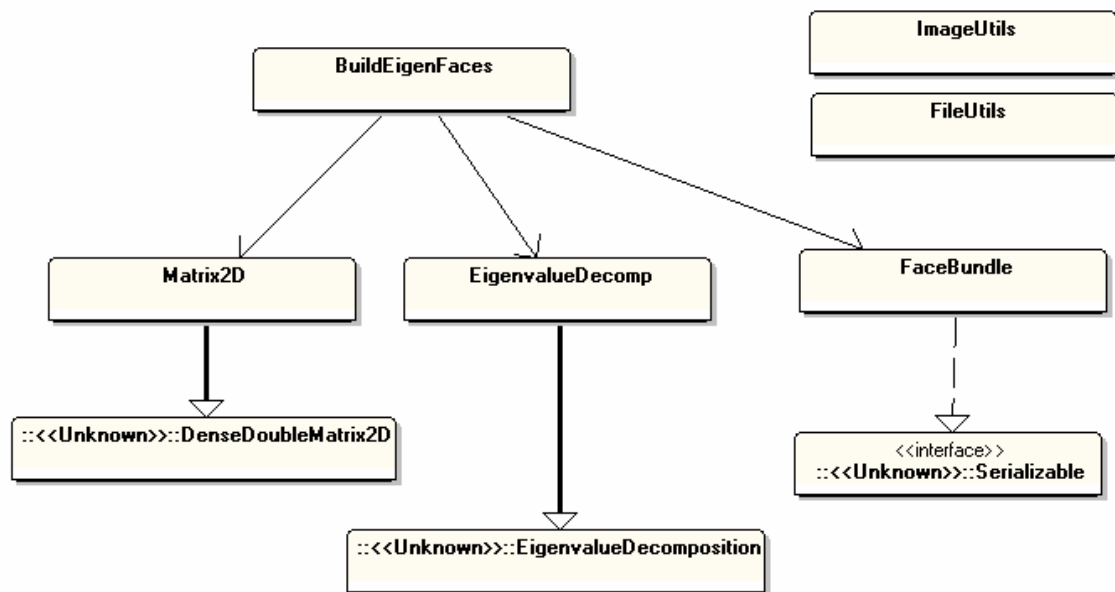 ImageUtils
BuildEigenFaces
FileUtils
Matrix2D
EigenvalueDecomp
FaceBundle
::<<Unknown>>::DenseDoubleMatrix2D
<<interface>>
::<<Unknown>>::Serializable
::<<Unknown>>::EigenvalueDecomposition